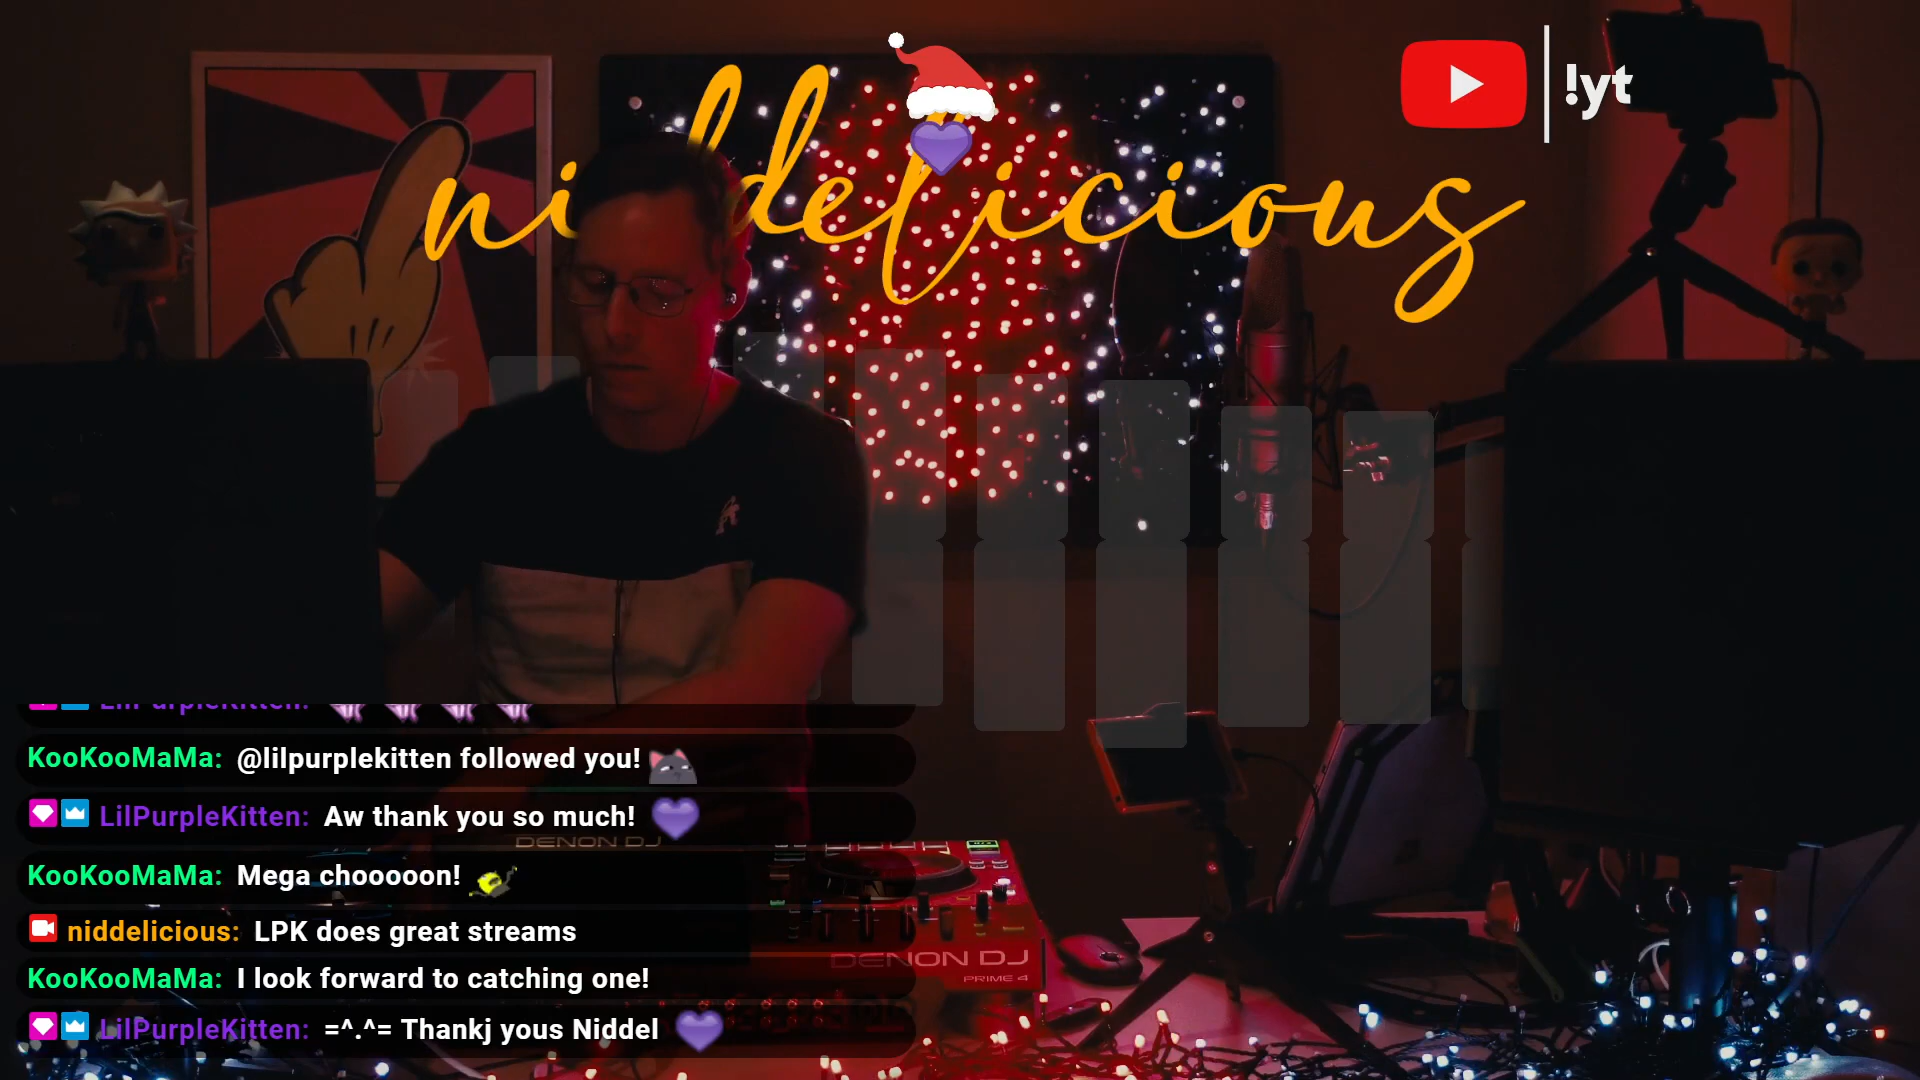 niddelicious
!yt
LilPurpleKitten:
KooKooMaMa: @lilpurplekitten followed you!
LilPurpleKitten: Aw thank you so much!
DENON DJ
KooKooMaMa: Mega chooooon!
niddelicious: LPK does great streams
DENON DJ
PRIME 4
KooKooMaMa: I look forward to catching one!
LilPurpleKitten: =^.^= Thankj yous Niddel